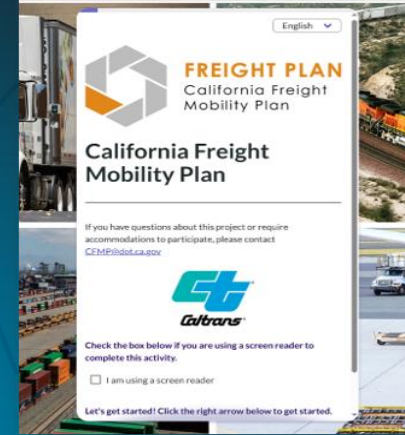 English
FREIGHT PLAN
California Freight
Mobility Plan
California Freight
Mobility Plan
If you have questions about this project or require
accommodations to participate, please contact
CFMP@dot.ca.gov
Caltrans
Check the box below if you are using a screen reader to
complete this activity.
I am using a screen reader
Let's get started! Click the right arrow below to get started.